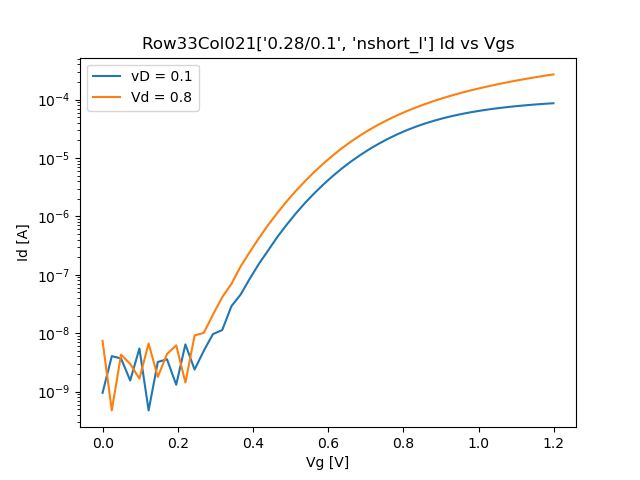 Row33Col021['0.28/0.1', 'nshort_l'] Id vs Vgs
vD = 0.1
Vd = 0.8
Id [A]
10⁻⁴
10⁻⁵
10⁻⁶
10⁻⁷
10⁻⁸
10⁻⁹
0.0 0.2 0.4 0.6 0.8 1.0 1.2
Vg [V]